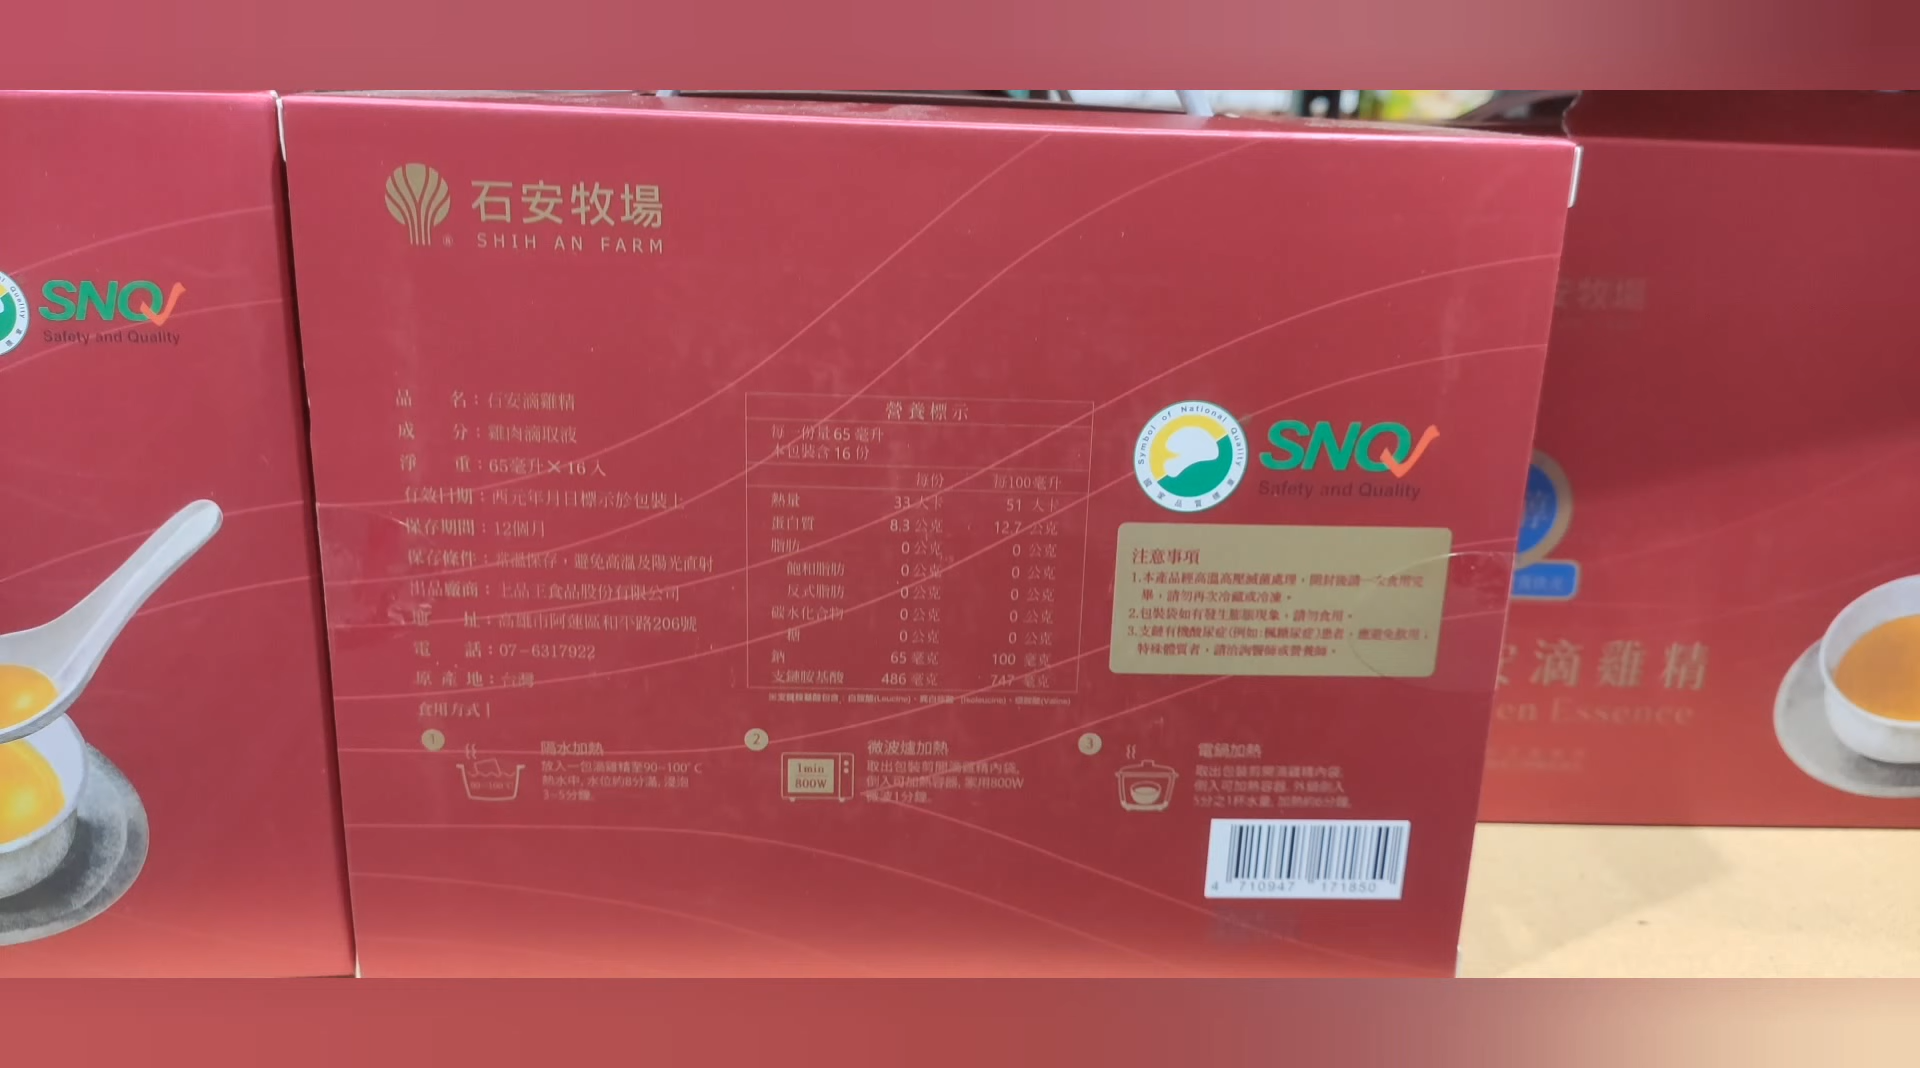 石安牧場
SHIH AN FARM
SNQ
Safety and Quality
品　　名：石安滴雞精
成　　分：雞肉滴取液
淨　　重：65毫升×16入
有效日期：西元年月日標示於包裝上
保存期間：12個月
保存條件：常溫保存，避免高溫及陽光直射
出品廠商：上品王食品股份有限公司
地　　址：高雄市阿蓮區和平路206號
電　　話：07-6317922
原 產 地：台灣
食用方式
營養標示
每一份量65毫升
本包裝含16份
每份 每100毫升
熱量 33 大卡 51 大卡
蛋白質 8.3 公克 12.7 公克
脂肪 0 公克 0 公克
飽和脂肪 0 公克 0 公克
反式脂肪 0 公克 0 公克
碳水化合物 0 公克 0 公克
糖 0 公克 0 公克
鈉 65 毫克 100 毫克
支鏈胺基酸 486 毫克 747 毫克
Symbol of National Quality
SNQ
Safety and Quality
注意事項
1.本產品經高溫高壓滅菌處理，開封後請一次食用完
畢，請勿再次冷藏或冷凍。
2.包裝袋如有發生膨脹現象，請勿食用。
3.支鏈有機酸尿症(例如:楓糖尿症)患者，應避免飲用，
特殊體質者，請洽詢醫師或營養師。
1
隔水加熱
放入一包滴雞精至90-100°C
熱水中, 水位約8分滿, 浸泡
3-5分鐘。
90-100°C
2
微波爐加熱
取出包裝剪開滴雞精內袋,
倒入可加熱容器, 家用800W
微波1分鐘。
1min
800W
3
電鍋加熱
取出包裝剪開滴雞精內袋,
倒入可加熱容器, 外鍋倒入
5分之1杯水量, 加熱約6分鐘。
4 710947 171850
牧場
滴雞精
en Essence